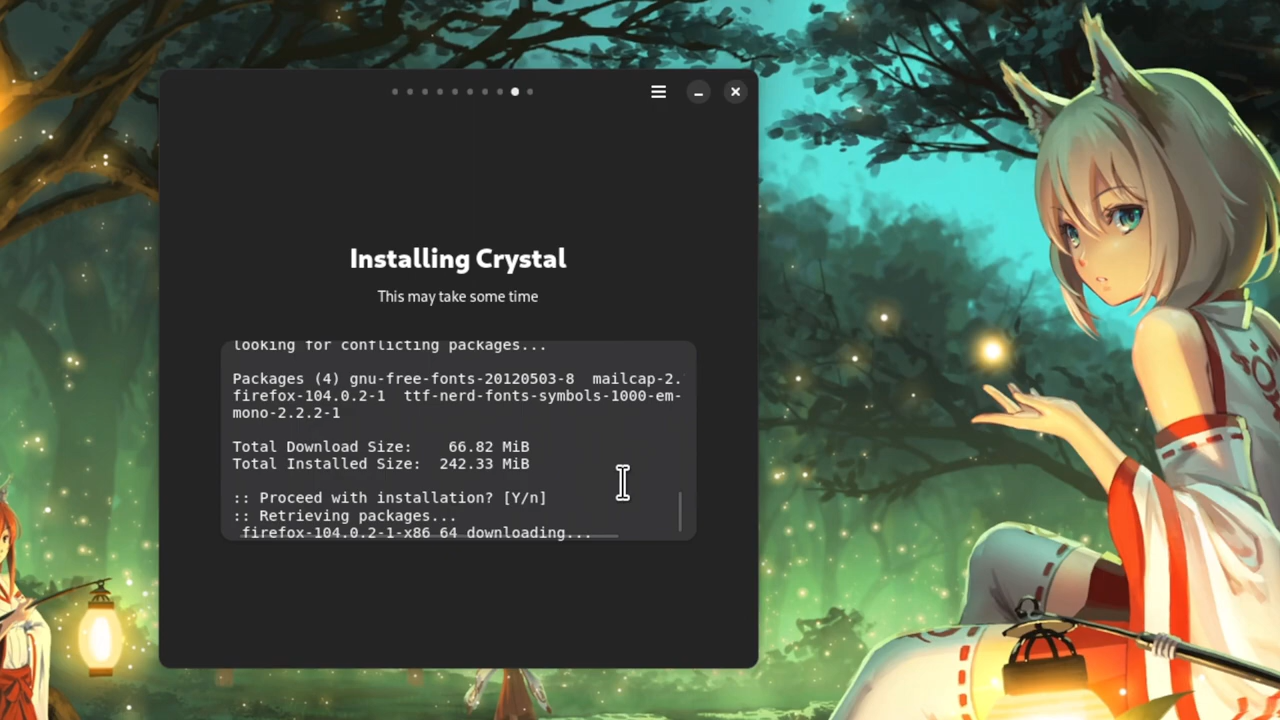 Installing Crystal
This may take some time
looking for conflicting packages...
Packages (4) gnu-free-fonts-20120503-8  mailcap-2.
firefox-104.0.2-1  ttf-nerd-fonts-symbols-1000-em-
mono-2.2.2-1
Total Download Size:    66.82 MiB
Total Installed Size:  242.33 MiB
:: Proceed with installation? [Y/n]
:: Retrieving packages...
firefox-104.0.2-1-x86_64 downloading...